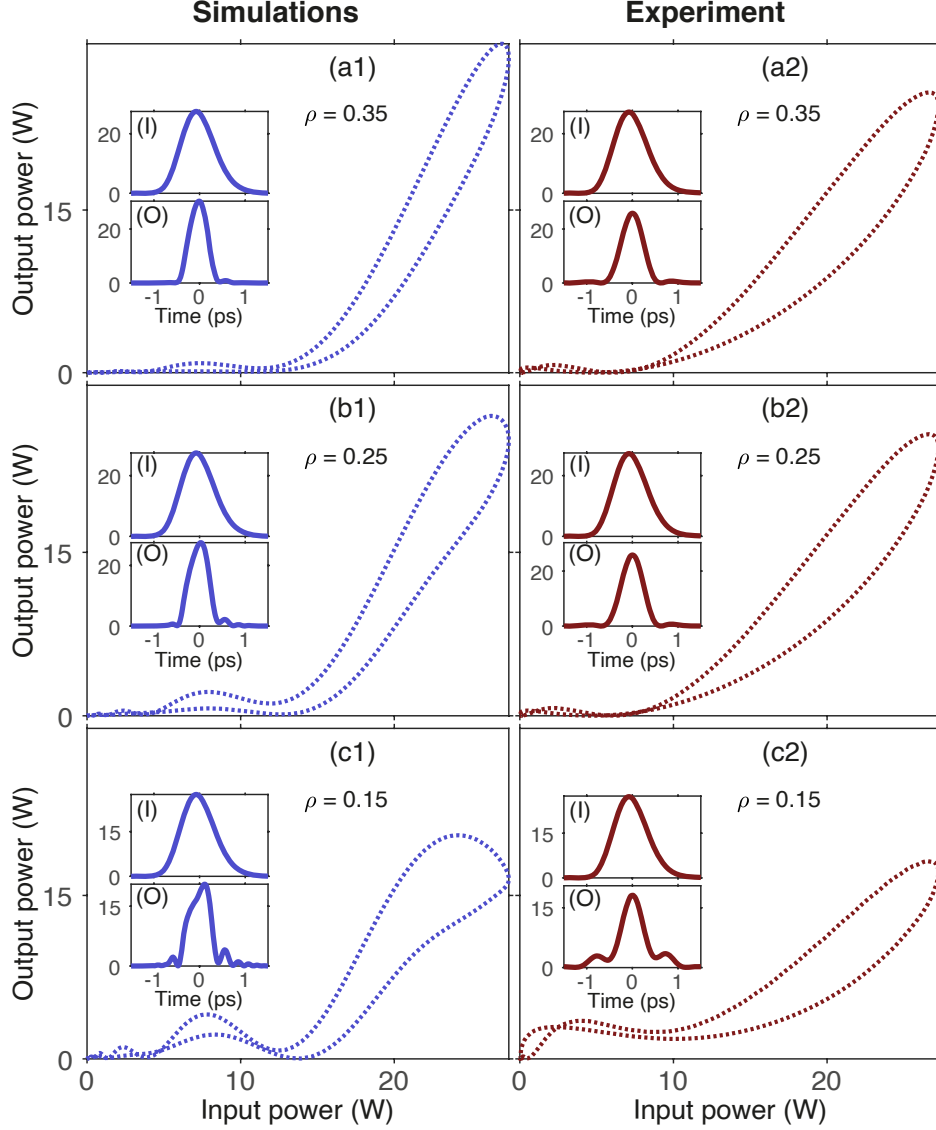 Simulations
Experiment
Output power (W)
15
0
(a1)
ρ = 0.35
(I)
20
0
(O)
20
0
-1 0 1
Time (ps)
(a2)
ρ = 0.35
(I)
20
0
(O)
20
0
-1 0 1
Time (ps)
Output power (W)
15
0
(b1)
ρ = 0.25
(I)
20
0
(O)
20
0
-1 0 1
Time (ps)
(b2)
ρ = 0.25
(I)
20
0
(O)
20
0
-1 0 1
Time (ps)
Output power (W)
15
0
(c1)
ρ = 0.15
(I)
15
0
(O)
15
0
-1 0 1
Time (ps)
(c2)
ρ = 0.15
(I)
15
0
(O)
15
0
-1 0 1
Time (ps)
0 10 20
Input power (W)
0 10 20
Input power (W)